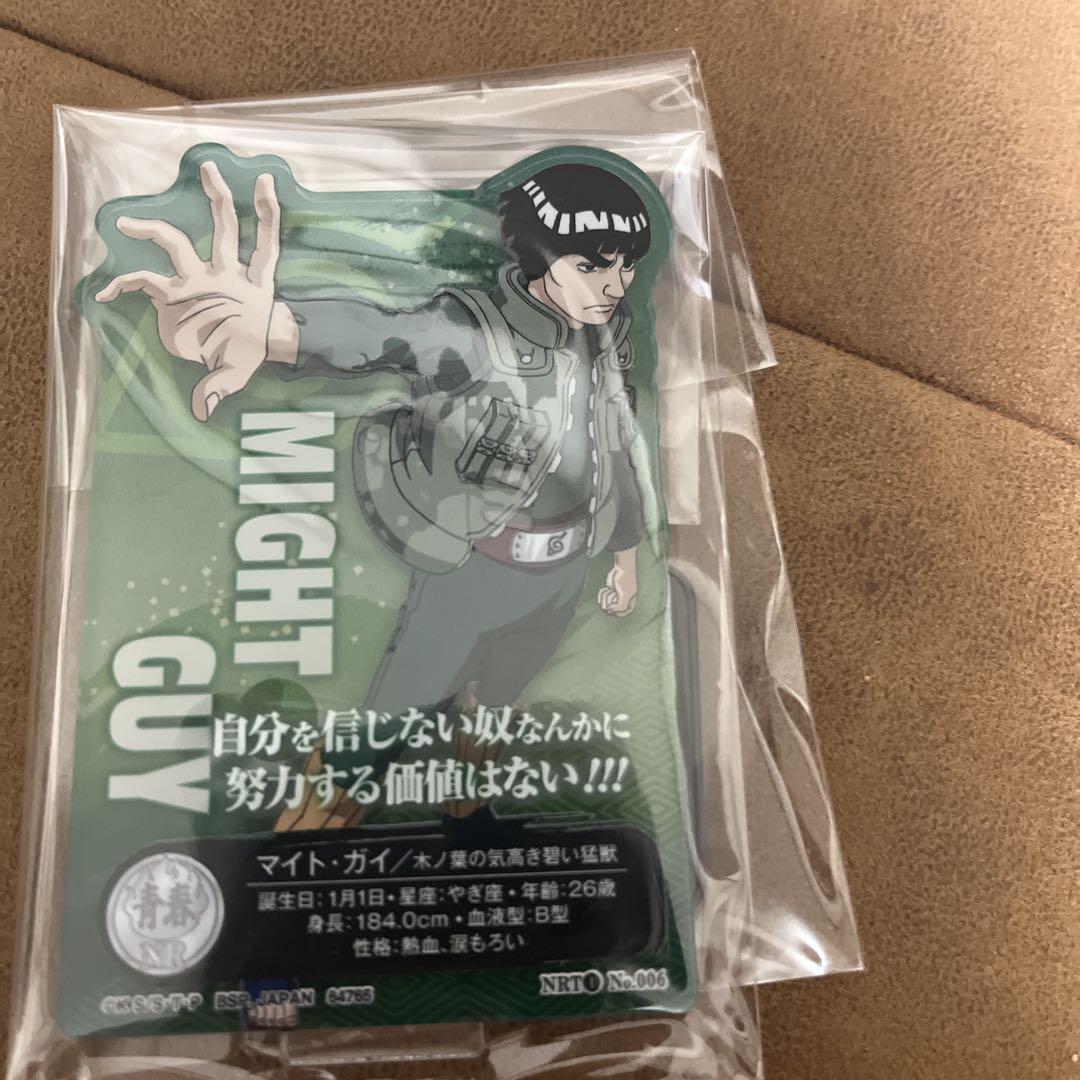 MIGHT
GUY
自分を信じない奴なんかに
努力する価値はない!!!
マイト・ガイ/木ノ葉の気高き碧い猛獣
誕生日:1月1日・星座:やぎ座・年齢:26歳
身長:184.0cm・血液型:B型
性格:熱血、涙もろい
青春
NR
NRT❶ No.006
©K S/S・T・P BSP JAPAN 64765